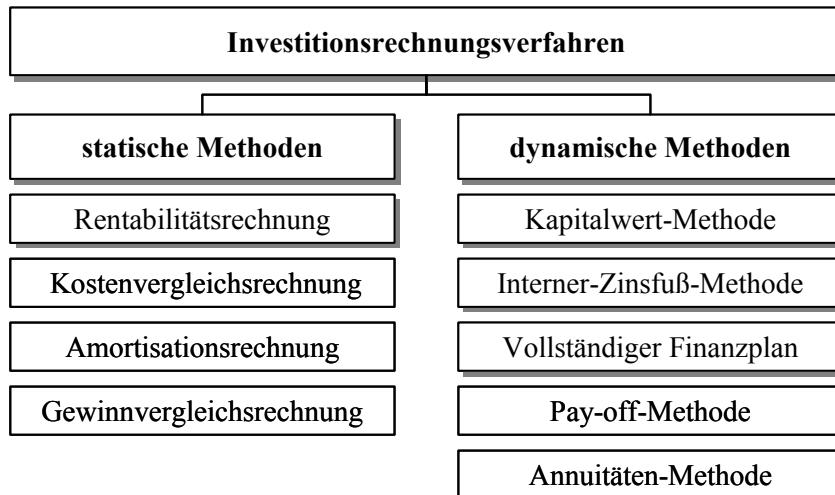 Investitionsrechnungsverfahren
statische Methoden
Rentabilitätsrechnung
Kostenvergleichsrechnung
Amortisationsrechnung
Gewinnvergleichsrechnung
dynamische Methoden
Kapitalwert-Methode
Interner-Zinsfuß-Methode
Vollständiger Finanzplan
Pay-off-Methode
Annuitäten-Methode